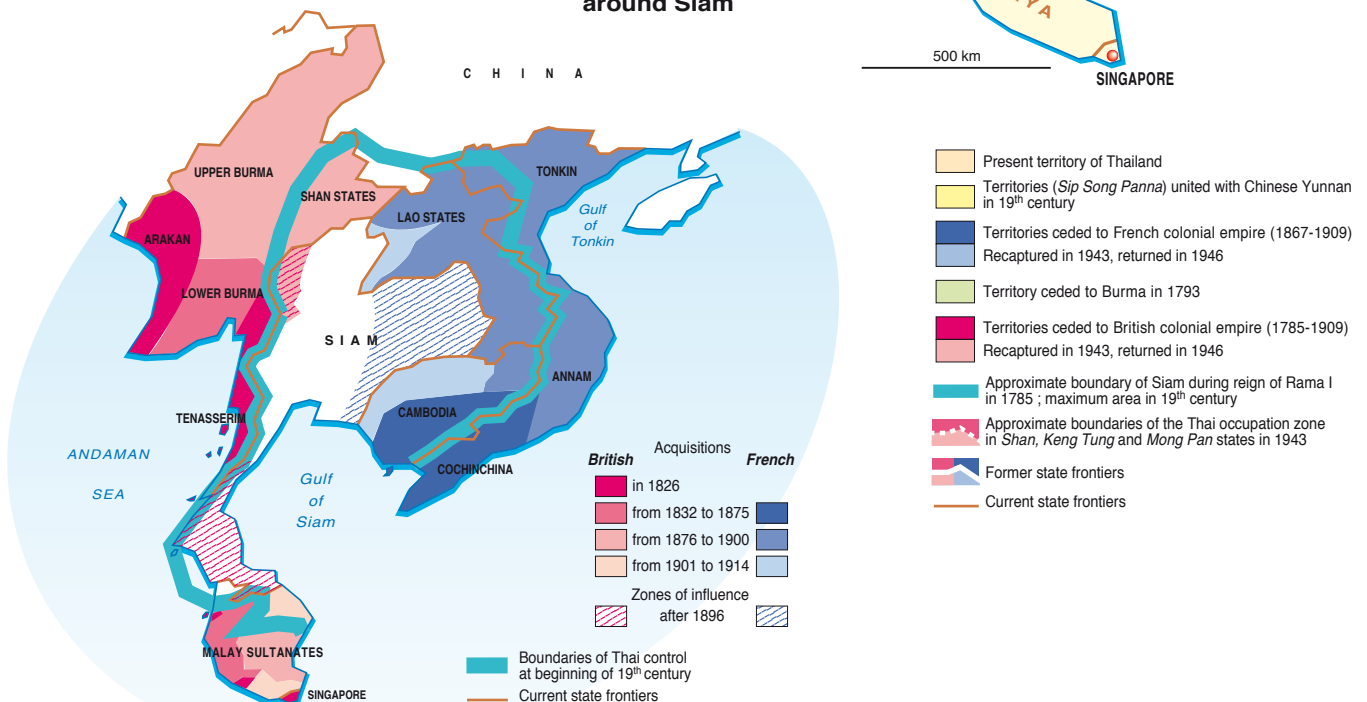 around Siam
YA
500 km
SINGAPORE
C H I N A
UPPER BURMA
SHAN STATES
TONKIN
LAO STATES
Gulf
of
Tonkin
ARAKAN
LOWER BURMA
S I A M
ANNAM
CAMBODIA
TENASSERIM
COCHINCHINA
ANDAMAN
SEA
Gulf
of
Siam
MALAY SULTANATES
SINGAPORE
Acquisitions
British French
in 1826
from 1832 to 1875
from 1876 to 1900
from 1901 to 1914
Zones of influence
after 1896
Boundaries of Thai control
at beginning of 19th century
Current state frontiers
Present territory of Thailand
Territories (Sip Song Panna) united with Chinese Yunnan
in 19th century
Territories ceded to French colonial empire (1867-1909)
Recaptured in 1943, returned in 1946
Territory ceded to Burma in 1793
Territories ceded to British colonial empire (1785-1909)
Recaptured in 1943, returned in 1946
Approximate boundary of Siam during reign of Rama I
in 1785 ; maximum area in 19th century
Approximate boundaries of the Thai occupation zone
in Shan, Keng Tung and Mong Pan states in 1943
Former state frontiers
Current state frontiers